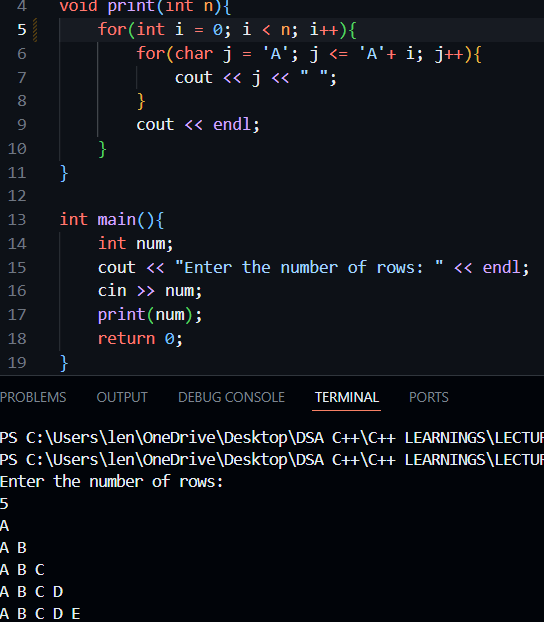 4 void print(int n){
5 for(int i = 0; i < n; i++){
6 for(char j = 'A'; j <= 'A'+ i; j++){
7 cout << j << " ";
8 }
9 cout << endl;
10 }
11 }
12
13 int main(){
14 int num;
15 cout << "Enter the number of rows: " << endl;
16 cin >> num;
17 print(num);
18 return 0;
19 }
PROBLEMS OUTPUT DEBUG CONSOLE TERMINAL PORTS
PS C:\Users\len\OneDrive\Desktop\DSA C++\C++ LEARNINGS\LECTUR
PS C:\Users\len\OneDrive\Desktop\DSA C++\C++ LEARNINGS\LECTUR
Enter the number of rows:
5
A
A B
A B C
A B C D
A B C D E